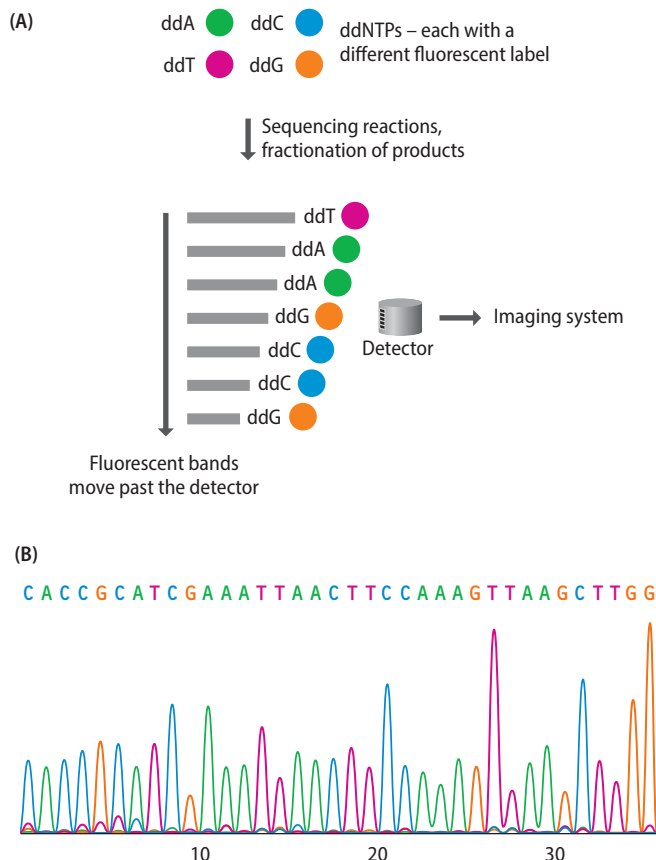 (A)
ddA ddC ddNTPs – each with a
ddT ddG different fluorescent label
Sequencing reactions,
fractionation of products
ddT
ddA
ddA
ddG
ddC
ddC
ddG
Detector
Imaging system
Fluorescent bands
move past the detector
(B)
CACCGCATCGAAATTAACTTCCAAAGTTAAGCTTGG
10 20 30